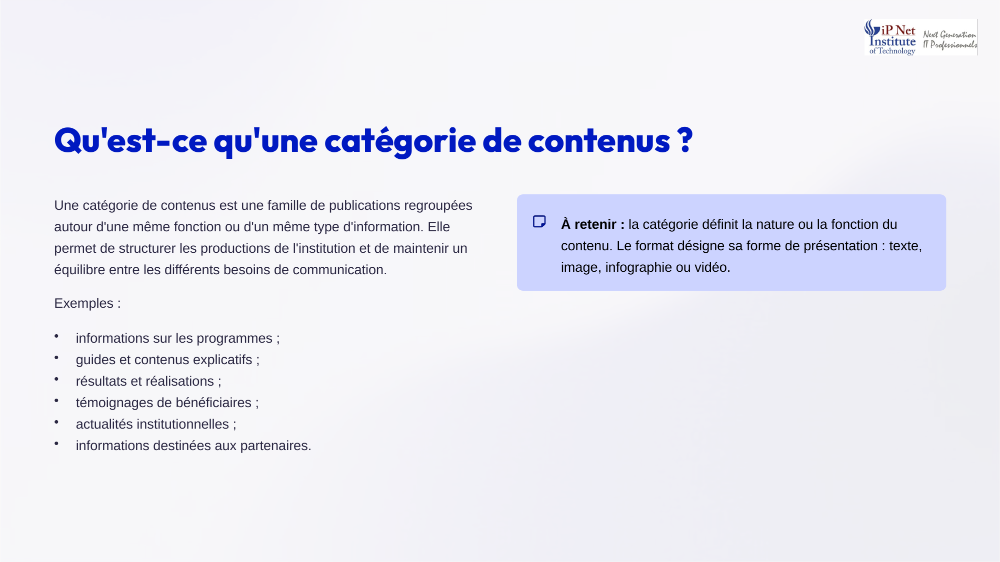 iP Net
Institute
of Technology
Next Generation
IT Professionnels
Qu'est-ce qu'une catégorie de contenus ?
Une catégorie de contenus est une famille de publications regroupées
autour d'une même fonction ou d'un même type d'information. Elle
permet de structurer les productions de l'institution et de maintenir un
équilibre entre les différents besoins de communication.
Exemples :
• informations sur les programmes ;
• guides et contenus explicatifs ;
• résultats et réalisations ;
• témoignages de bénéficiaires ;
• actualités institutionnelles ;
• informations destinées aux partenaires.
À retenir : la catégorie définit la nature ou la fonction du
contenu. Le format désigne sa forme de présentation : texte,
image, infographie ou vidéo.